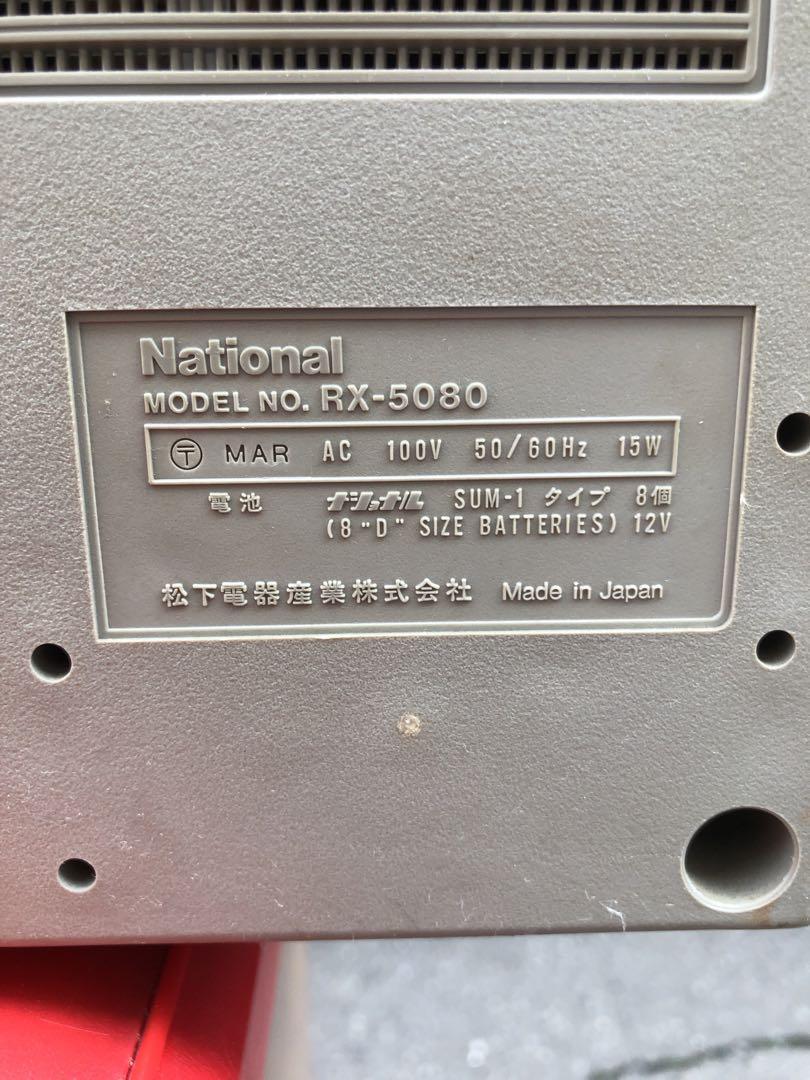 National
MODEL NO. RX-5080
〒 MAR AC 100V 50/60Hz 15W
電池 ナショナル SUM-1 タイプ 8個
(8 "D" SIZE BATTERIES) 12V
松下電器産業株式会社 Made in Japan